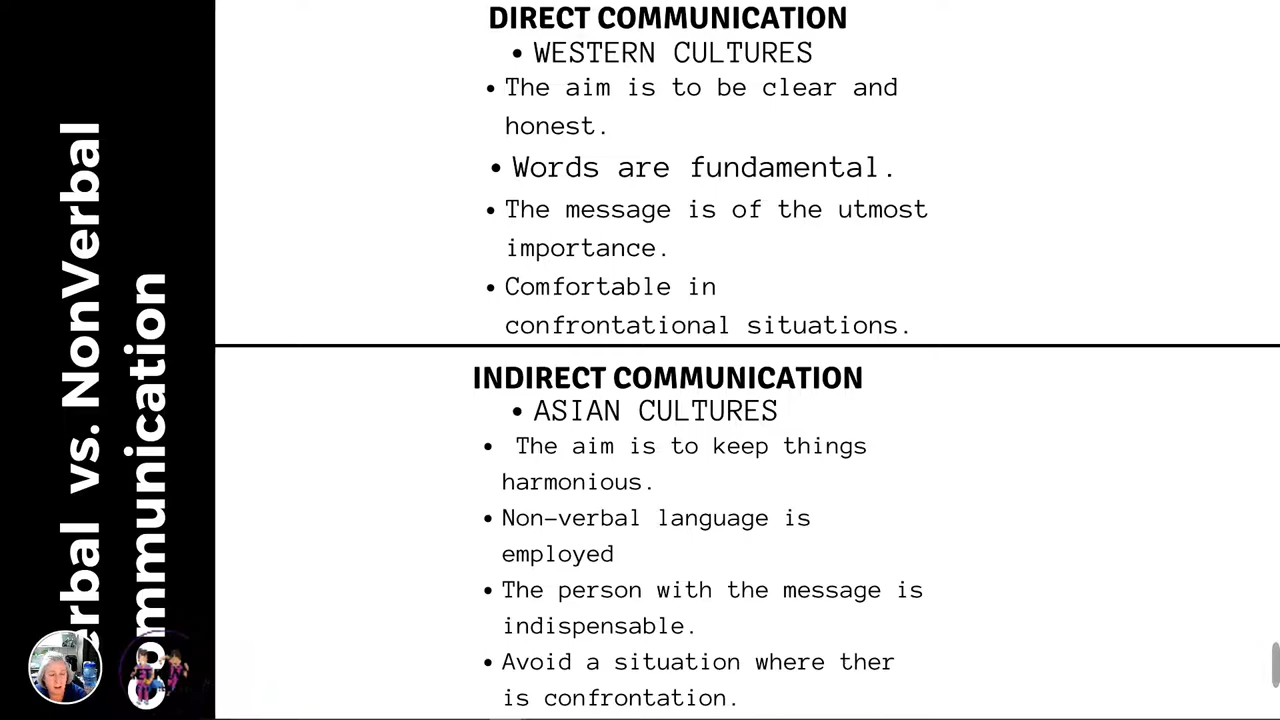 erbal vs. NonVerbal
Communication
DIRECT COMMUNICATION
• WESTERN CULTURES
• The aim is to be clear and
honest.
• Words are fundamental.
• The message is of the utmost
importance.
• Comfortable in
confrontational situations.
INDIRECT COMMUNICATION
• ASIAN CULTURES
• The aim is to keep things
harmonious.
• Non-verbal language is
employed
• The person with the message is
indispensable.
• Avoid a situation where ther
is confrontation.